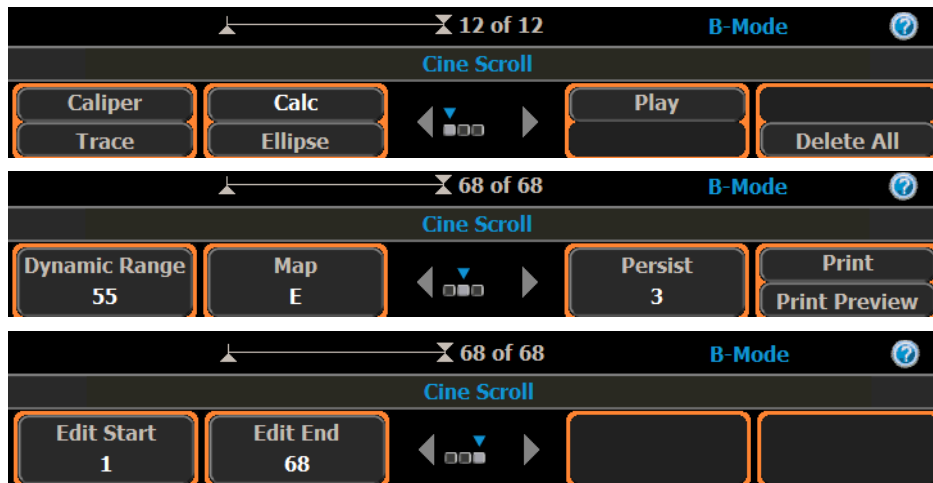 12 of 12 B-Mode ?
Cine Scroll
Caliper Calc Play
Trace Ellipse Delete All
68 of 68 B-Mode ?
Cine Scroll
Dynamic Range Map Persist Print
55 E 3 Print Preview
68 of 68 B-Mode ?
Cine Scroll
Edit Start Edit End
1 68